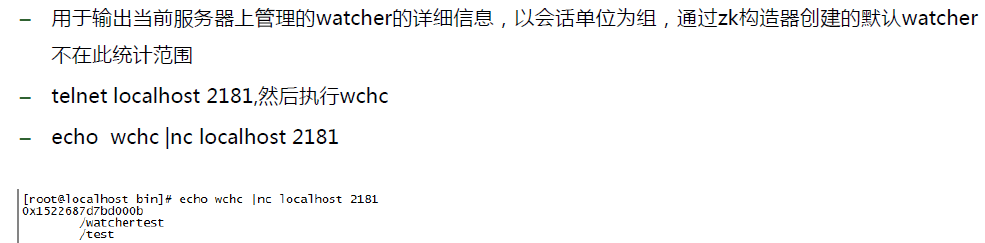 – 用于输出当前服务器上管理的watcher的详细信息，以会话单位为组，通过zk构造器创建的默认watcher
不在此统计范围
– telnet localhost 2181,然后执行wchc
– echo  wchc |nc localhost 2181
[root@localhost bin]# echo wchc |nc localhost 2181
0x1522687d7bd000b
/watchertest
/test